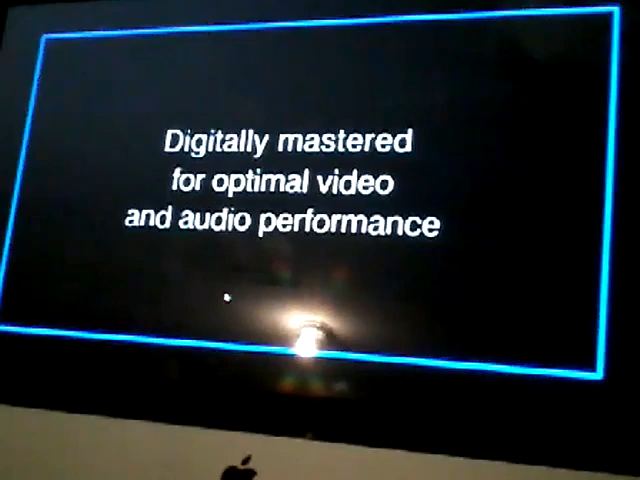 Digitally mastered
for optimal video
and audio performance